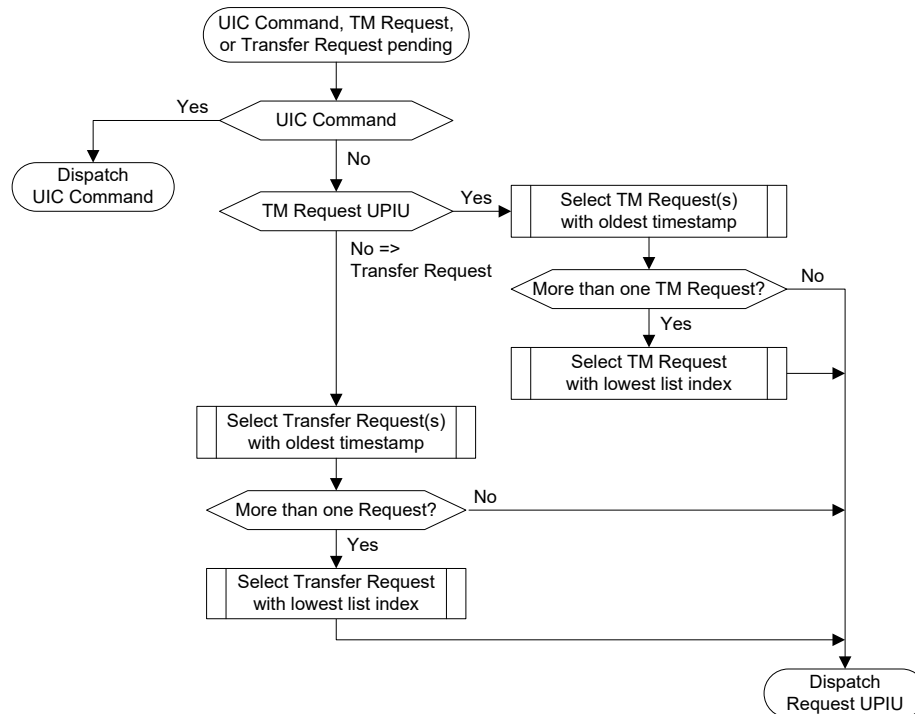 UIC Command, TM Request,
or Transfer Request pending
Yes
UIC Command
No
Dispatch
UIC Command
TM Request UPIU
Yes
Select TM Request(s)
with oldest timestamp
No =>
Transfer Request
More than one TM Request?
No
Yes
Select TM Request
with lowest list index
Select Transfer Request(s)
with oldest timestamp
More than one Request?
No
Yes
Select Transfer Request
with lowest list index
Dispatch
Request UPIU